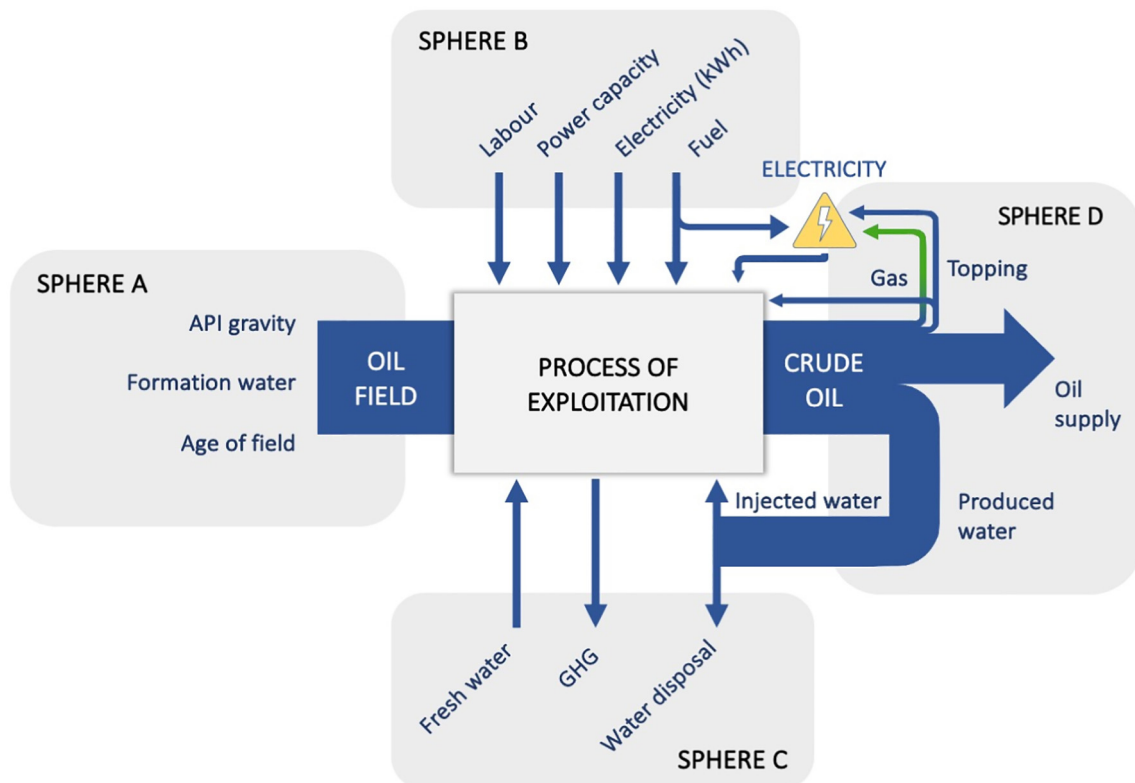 SPHERE B
Labour
Power capacity
Electricity (kWh)
Fuel
ELECTRICITY
SPHERE D
SPHERE A
Gas
Topping
API gravity
Formation water
Age of field
OIL
FIELD
PROCESS OF
EXPLOITATION
CRUDE
OIL
Oil
supply
Injected water
Produced
water
Fresh water
GHG
Water disposal
SPHERE C